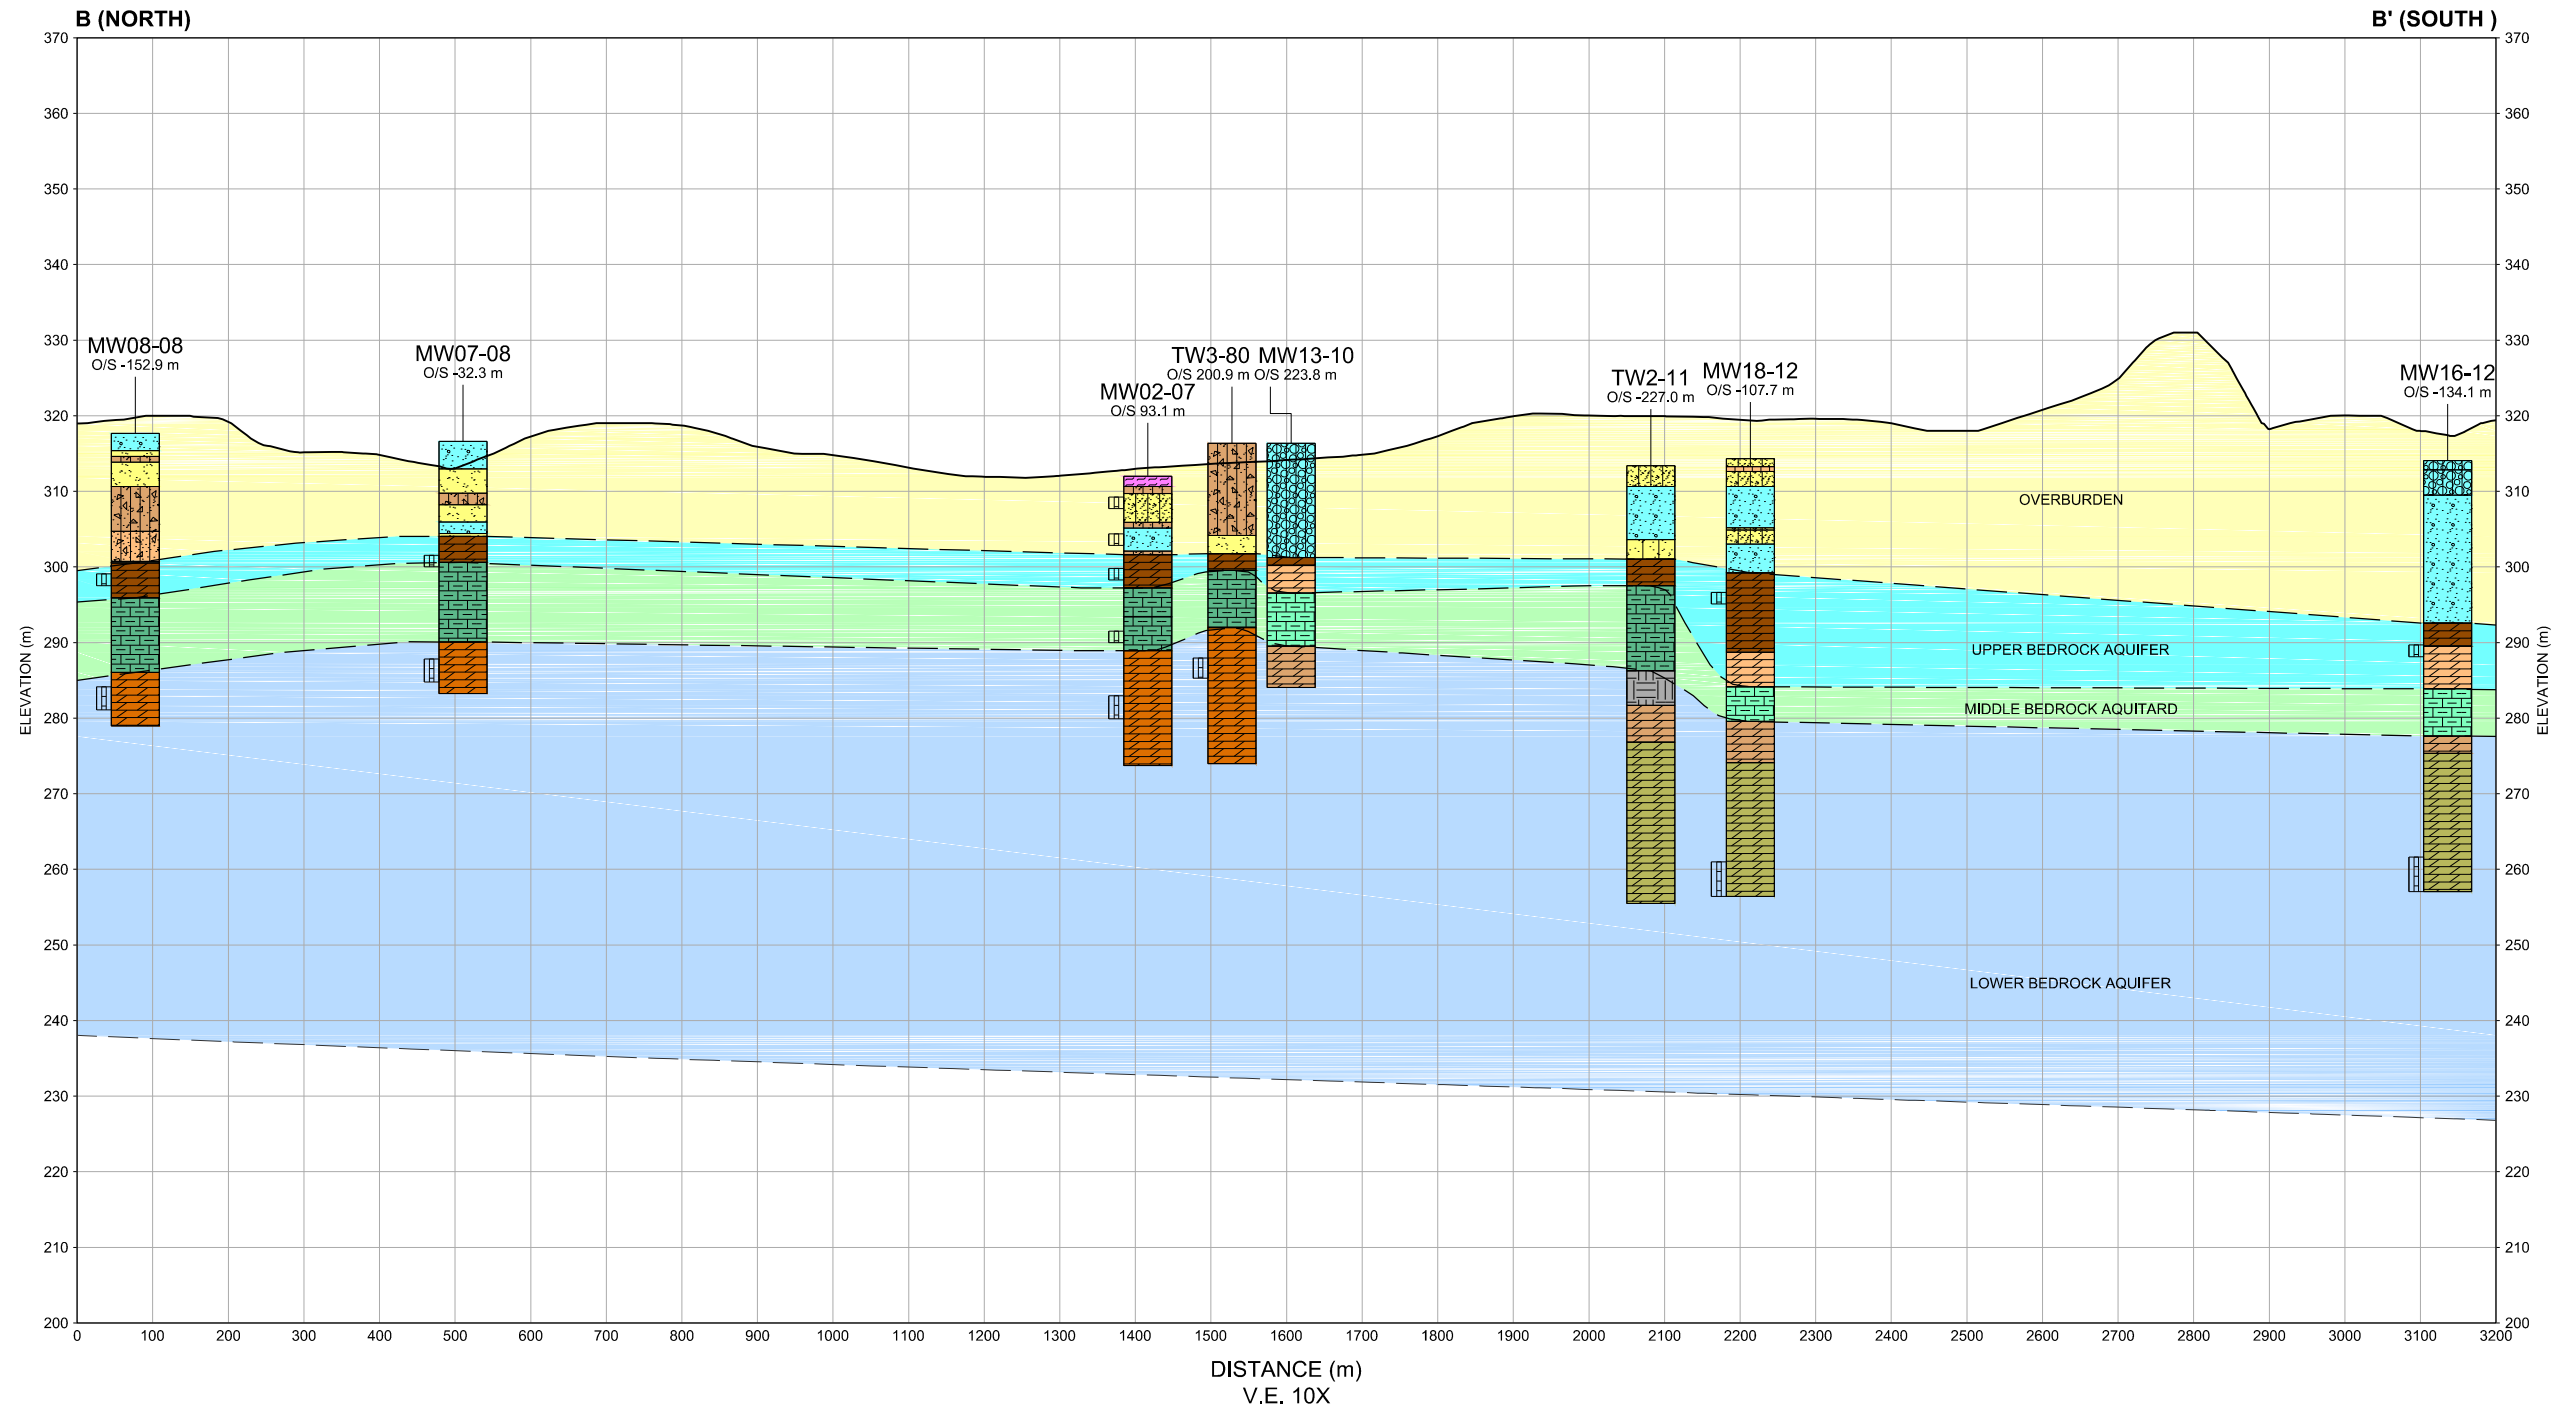 B (NORTH)
B' (SOUTH )
370
360
350
340
330
320
310
300
290
280
270
260
250
240
230
220
210
200
ELEVATION (m)
MW08-08
O/S -152.9 m
MW07-08
O/S -32.3 m
MW02-07
O/S 93.1 m
TW3-80
O/S 200.9 m
MW13-10
O/S 223.8 m
TW2-11
O/S -227.0 m
MW18-12
O/S -107.7 m
MW16-12
O/S -134.1 m
OVERBURDEN
UPPER BEDROCK AQUIFER
MIDDLE BEDROCK AQUITARD
LOWER BEDROCK AQUIFER
370
360
350
340
330
320
310
300
290
280
270
260
250
240
230
220
210
200
ELEVATION (m)
0 100 200 300 400 500 600 700 800 900 1000 1100 1200 1300 1400 1500 1600 1700 1800 1900 2000 2100 2200 2300 2400 2500 2600 2700 2800 2900 3000 3100 3200
DISTANCE (m)
V.E. 10X